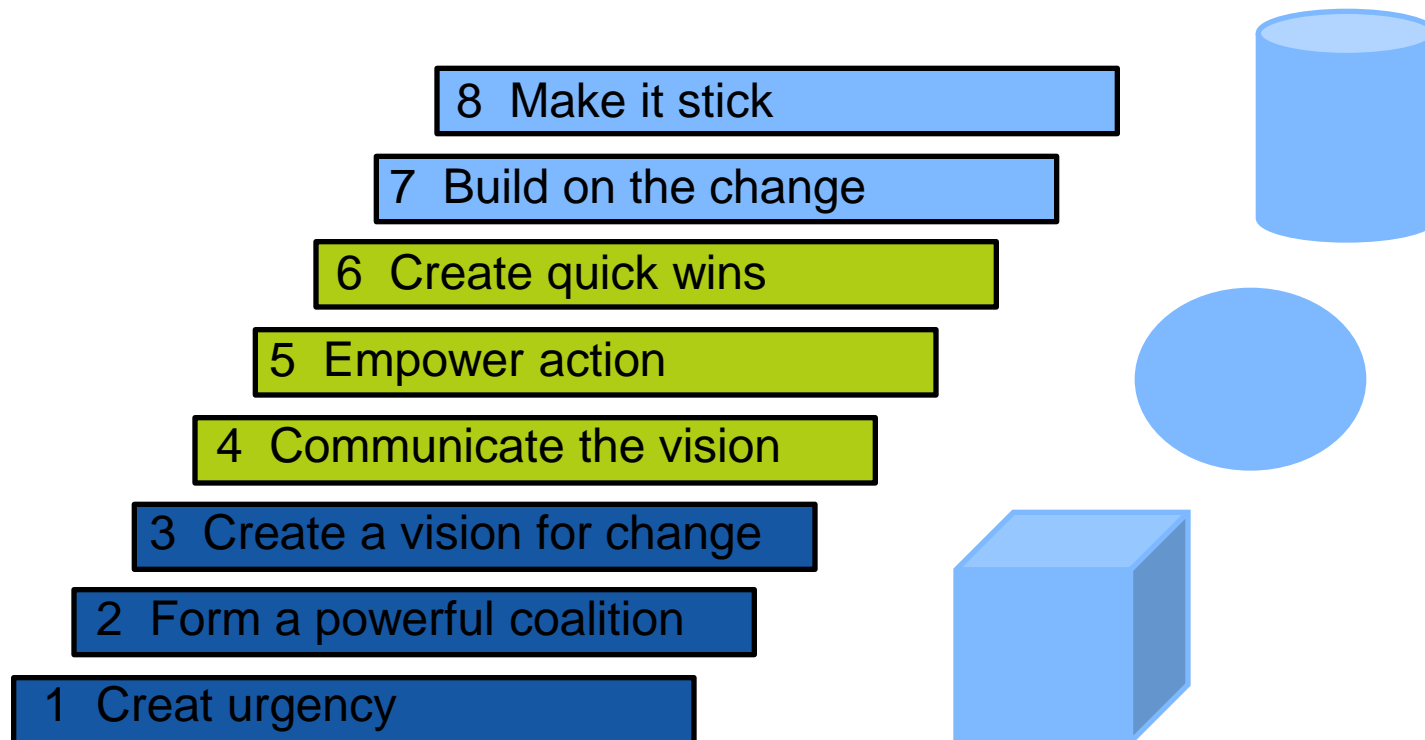 8 Make it stick
7 Build on the change
6 Create quick wins
5 Empower action
4 Communicate the vision
3 Create a vision for change
2 Form a powerful coalition
1 Creat urgency